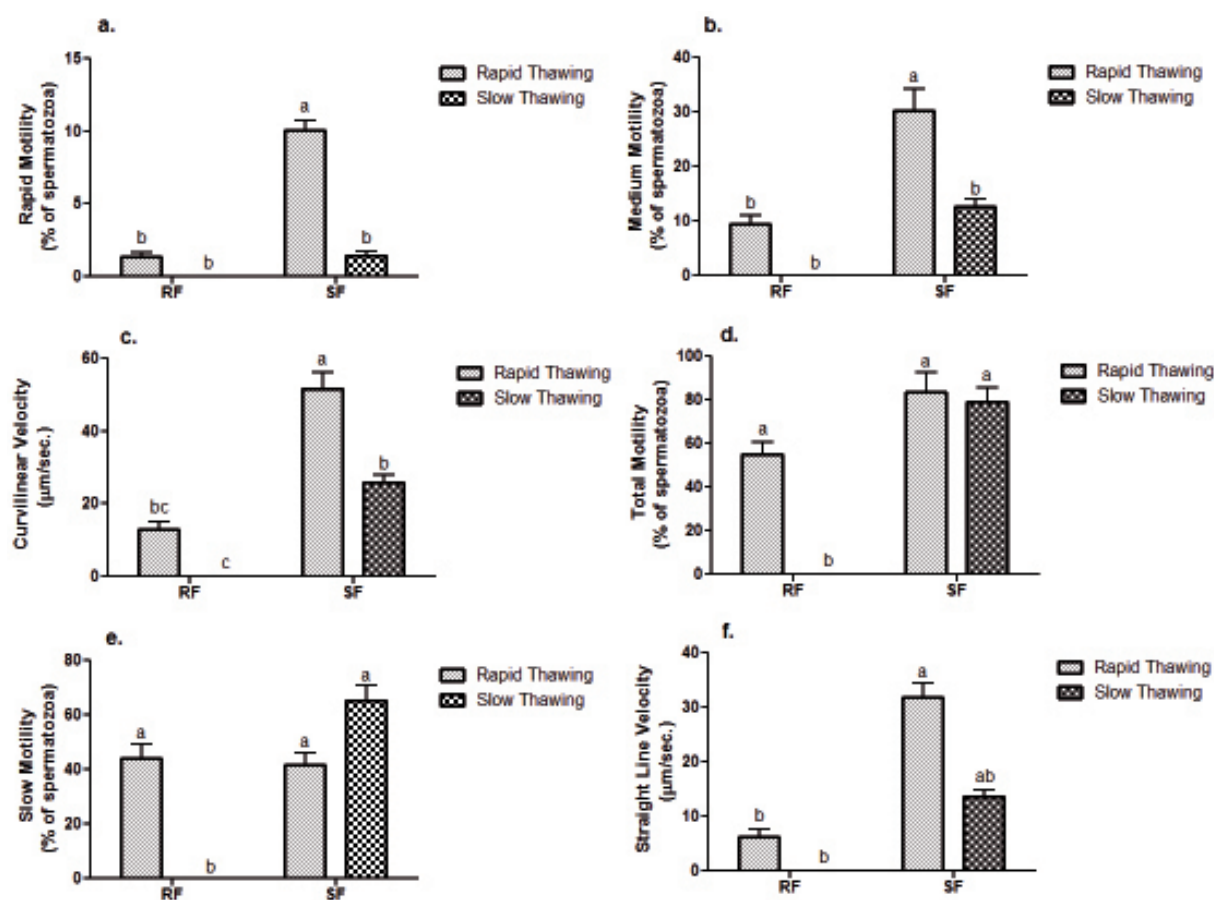 a.
Rapid Motility
(% of spermatozoa)
15
10
5
0
b
b
a
b
RF
SF
Rapid Thawing
Slow Thawing
b.
Medium Motility
(% of spermatozoa)
40
30
20
10
0
b
b
a
b
RF
SF
Rapid Thawing
Slow Thawing
c.
Curvilinear Velocity
(μm/sec.)
60
40
20
0
bc
c
a
b
RF
SF
Rapid Thawing
Slow Thawing
d.
Total Motility
(% of spermatozoa)
100
80
60
40
20
0
a
b
a
a
RF
SF
Rapid Thawing
Slow Thawing
e.
Slow Motility
(% of spermatozoa)
80
60
40
20
0
a
b
a
a
RF
SF
Rapid Thawing
Slow Thawing
f.
Straight Line Velocity
(μm/sec.)
40
30
20
10
0
b
b
a
ab
RF
SF
Rapid Thawing
Slow Thawing